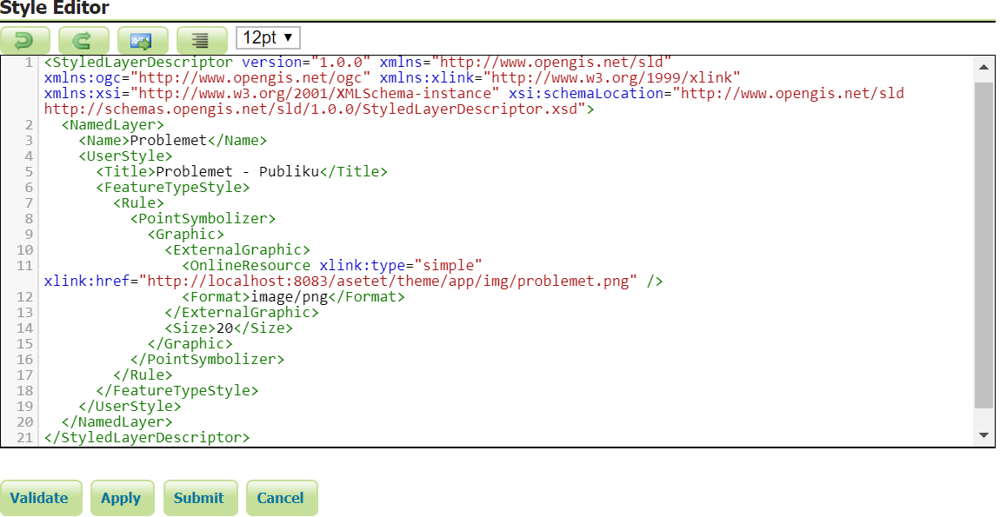 Style Editor
12pt ▼
1 <StyledLayerDescriptor version="1.0.0" xmlns="http://www.opengis.net/sld"
xmlns:ogc="http://www.opengis.net/ogc" xmlns:xlink="http://www.w3.org/1999/xlink"
xmlns:xsi="http://www.w3.org/2001/XMLSchema-instance" xsi:schemaLocation="http://www.opengis.net/sld
http://schemas.opengis.net/sld/1.0.0/StyledLayerDescriptor.xsd">
2 <NamedLayer>
3 <Name>Problemet</Name>
4 <UserStyle>
5 <Title>Problemet - Publiku</Title>
6 <FeatureTypeStyle>
7 <Rule>
8 <PointSymbolizer>
9 <Graphic>
10 <ExternalGraphic>
11 <OnlineResource xlink:type="simple"
xlink:href="http://localhost:8083/asetet/theme/app/img/problemet.png" />
12 <Format>image/png</Format>
13 </ExternalGraphic>
14 <Size>20</Size>
15 </Graphic>
16 </PointSymbolizer>
17 </Rule>
18 </FeatureTypeStyle>
19 </UserStyle>
20 </NamedLayer>
21 </StyledLayerDescriptor>
Validate Apply Submit Cancel